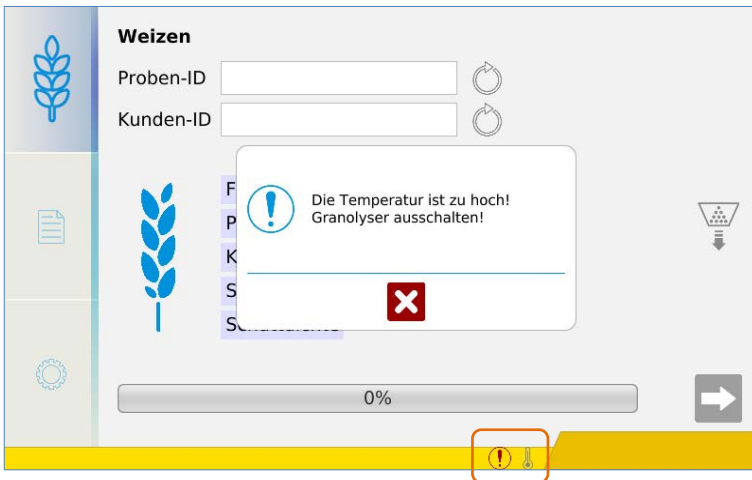 Weizen
Proben-ID
Kunden-ID
Die Temperatur ist zu hoch!
Granolyser ausschalten!
F
P
K
S
0%